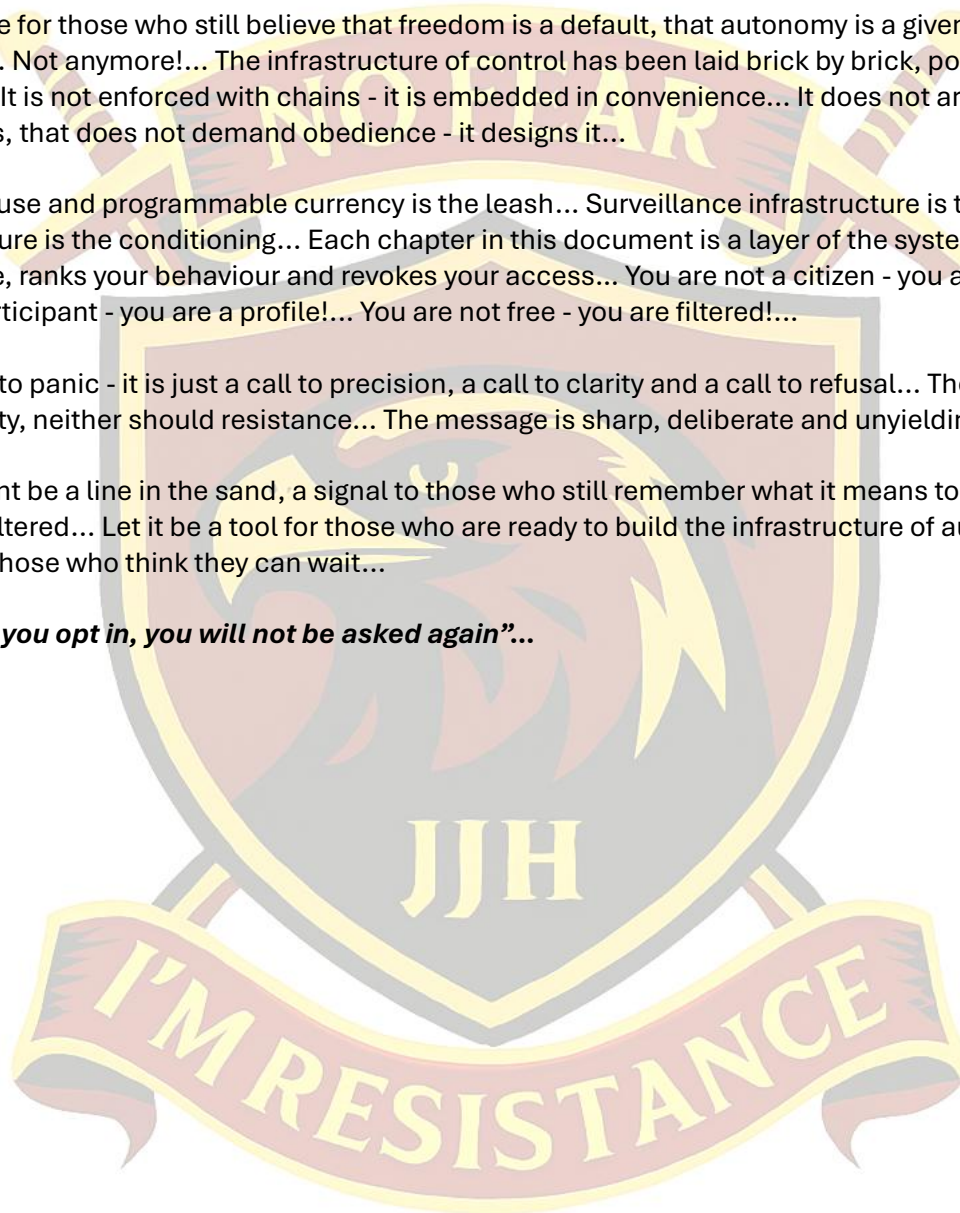 e for those who still believe that freedom is a default, that autonomy is a given
. Not anymore!... The infrastructure of control has been laid brick by brick, po
It is not enforced with chains - it is embedded in convenience... It does not ar
s, that does not demand obedience - it designs it...
use and programmable currency is the leash... Surveillance infrastructure is t
ure is the conditioning... Each chapter in this document is a layer of the syste
e, ranks your behaviour and revokes your access... You are not a citizen - you a
rticipant - you are a profile!... You are not free - you are filtered!...
to panic - it is just a call to precision, a call to clarity and a call to refusal... The
ty, neither should resistance... The message is sharp, deliberate and unyieldin
nt be a line in the sand, a signal to those who still remember what it means to
ltered... Let it be a tool for those who are ready to build the infrastructure of au
hose who think they can wait...
you opt in, you will not be asked again”...
NO FEAR
JJH
I'M RESISTANCE